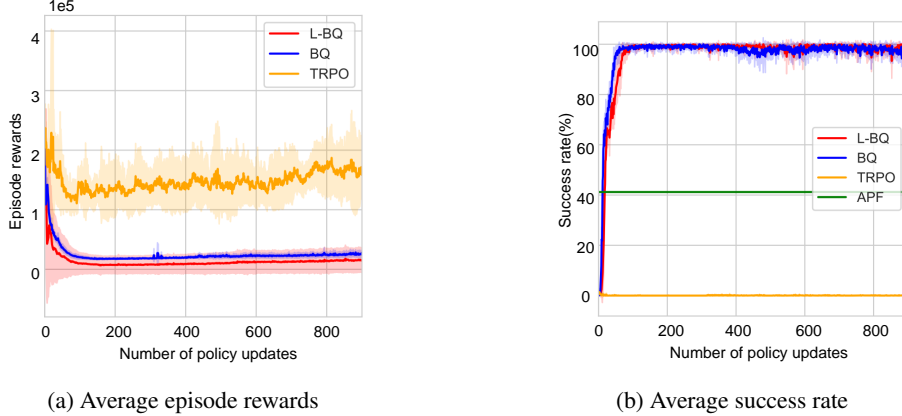 1e5
L-BQ
BQ
TRPO
4
3
2
1
0
Episode rewards
0 200 400 600 800
Number of policy updates
(a) Average episode rewards
100
80
60
40
20
0
Success rate(%)
L-BQ
BQ
TRPO
APF
0 200 400 600 800
Number of policy updates
(b) Average success rate